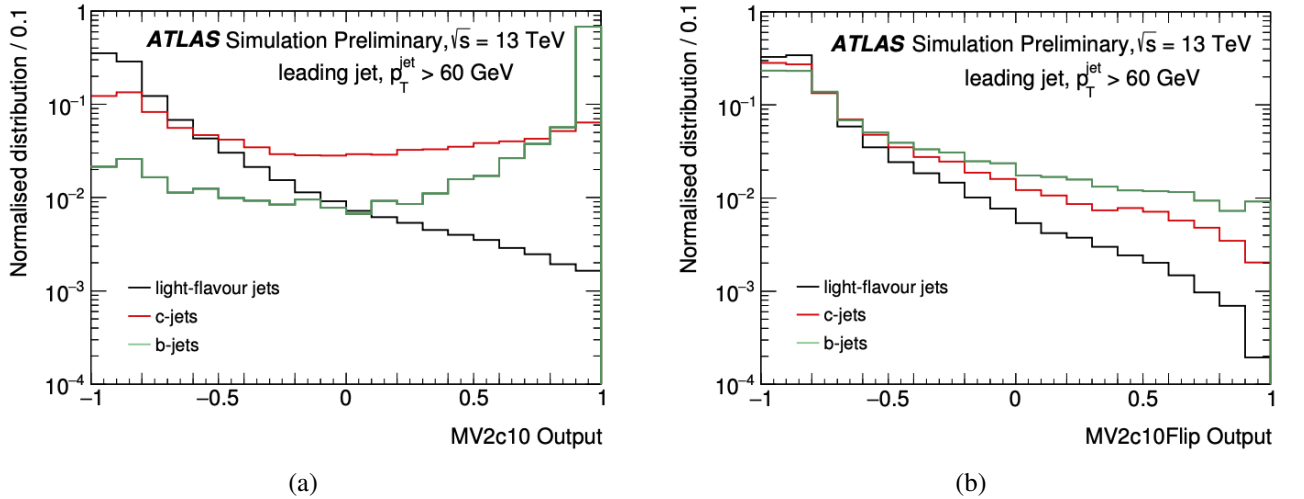 Normalised distribution / 0.1
1
10⁻¹
10⁻²
10⁻³
10⁻⁴
ATLAS Simulation Preliminary, √s = 13 TeV
leading jet, p_T^jet > 60 GeV
light-flavour jets
c-jets
b-jets
−1 −0.5 0 0.5 1
MV2c10 Output
(a)
Normalised distribution / 0.1
1
10⁻¹
10⁻²
10⁻³
10⁻⁴
ATLAS Simulation Preliminary, √s = 13 TeV
leading jet, p_T^jet > 60 GeV
light-flavour jets
c-jets
b-jets
−1 −0.5 0 0.5 1
MV2c10Flip Output
(b)